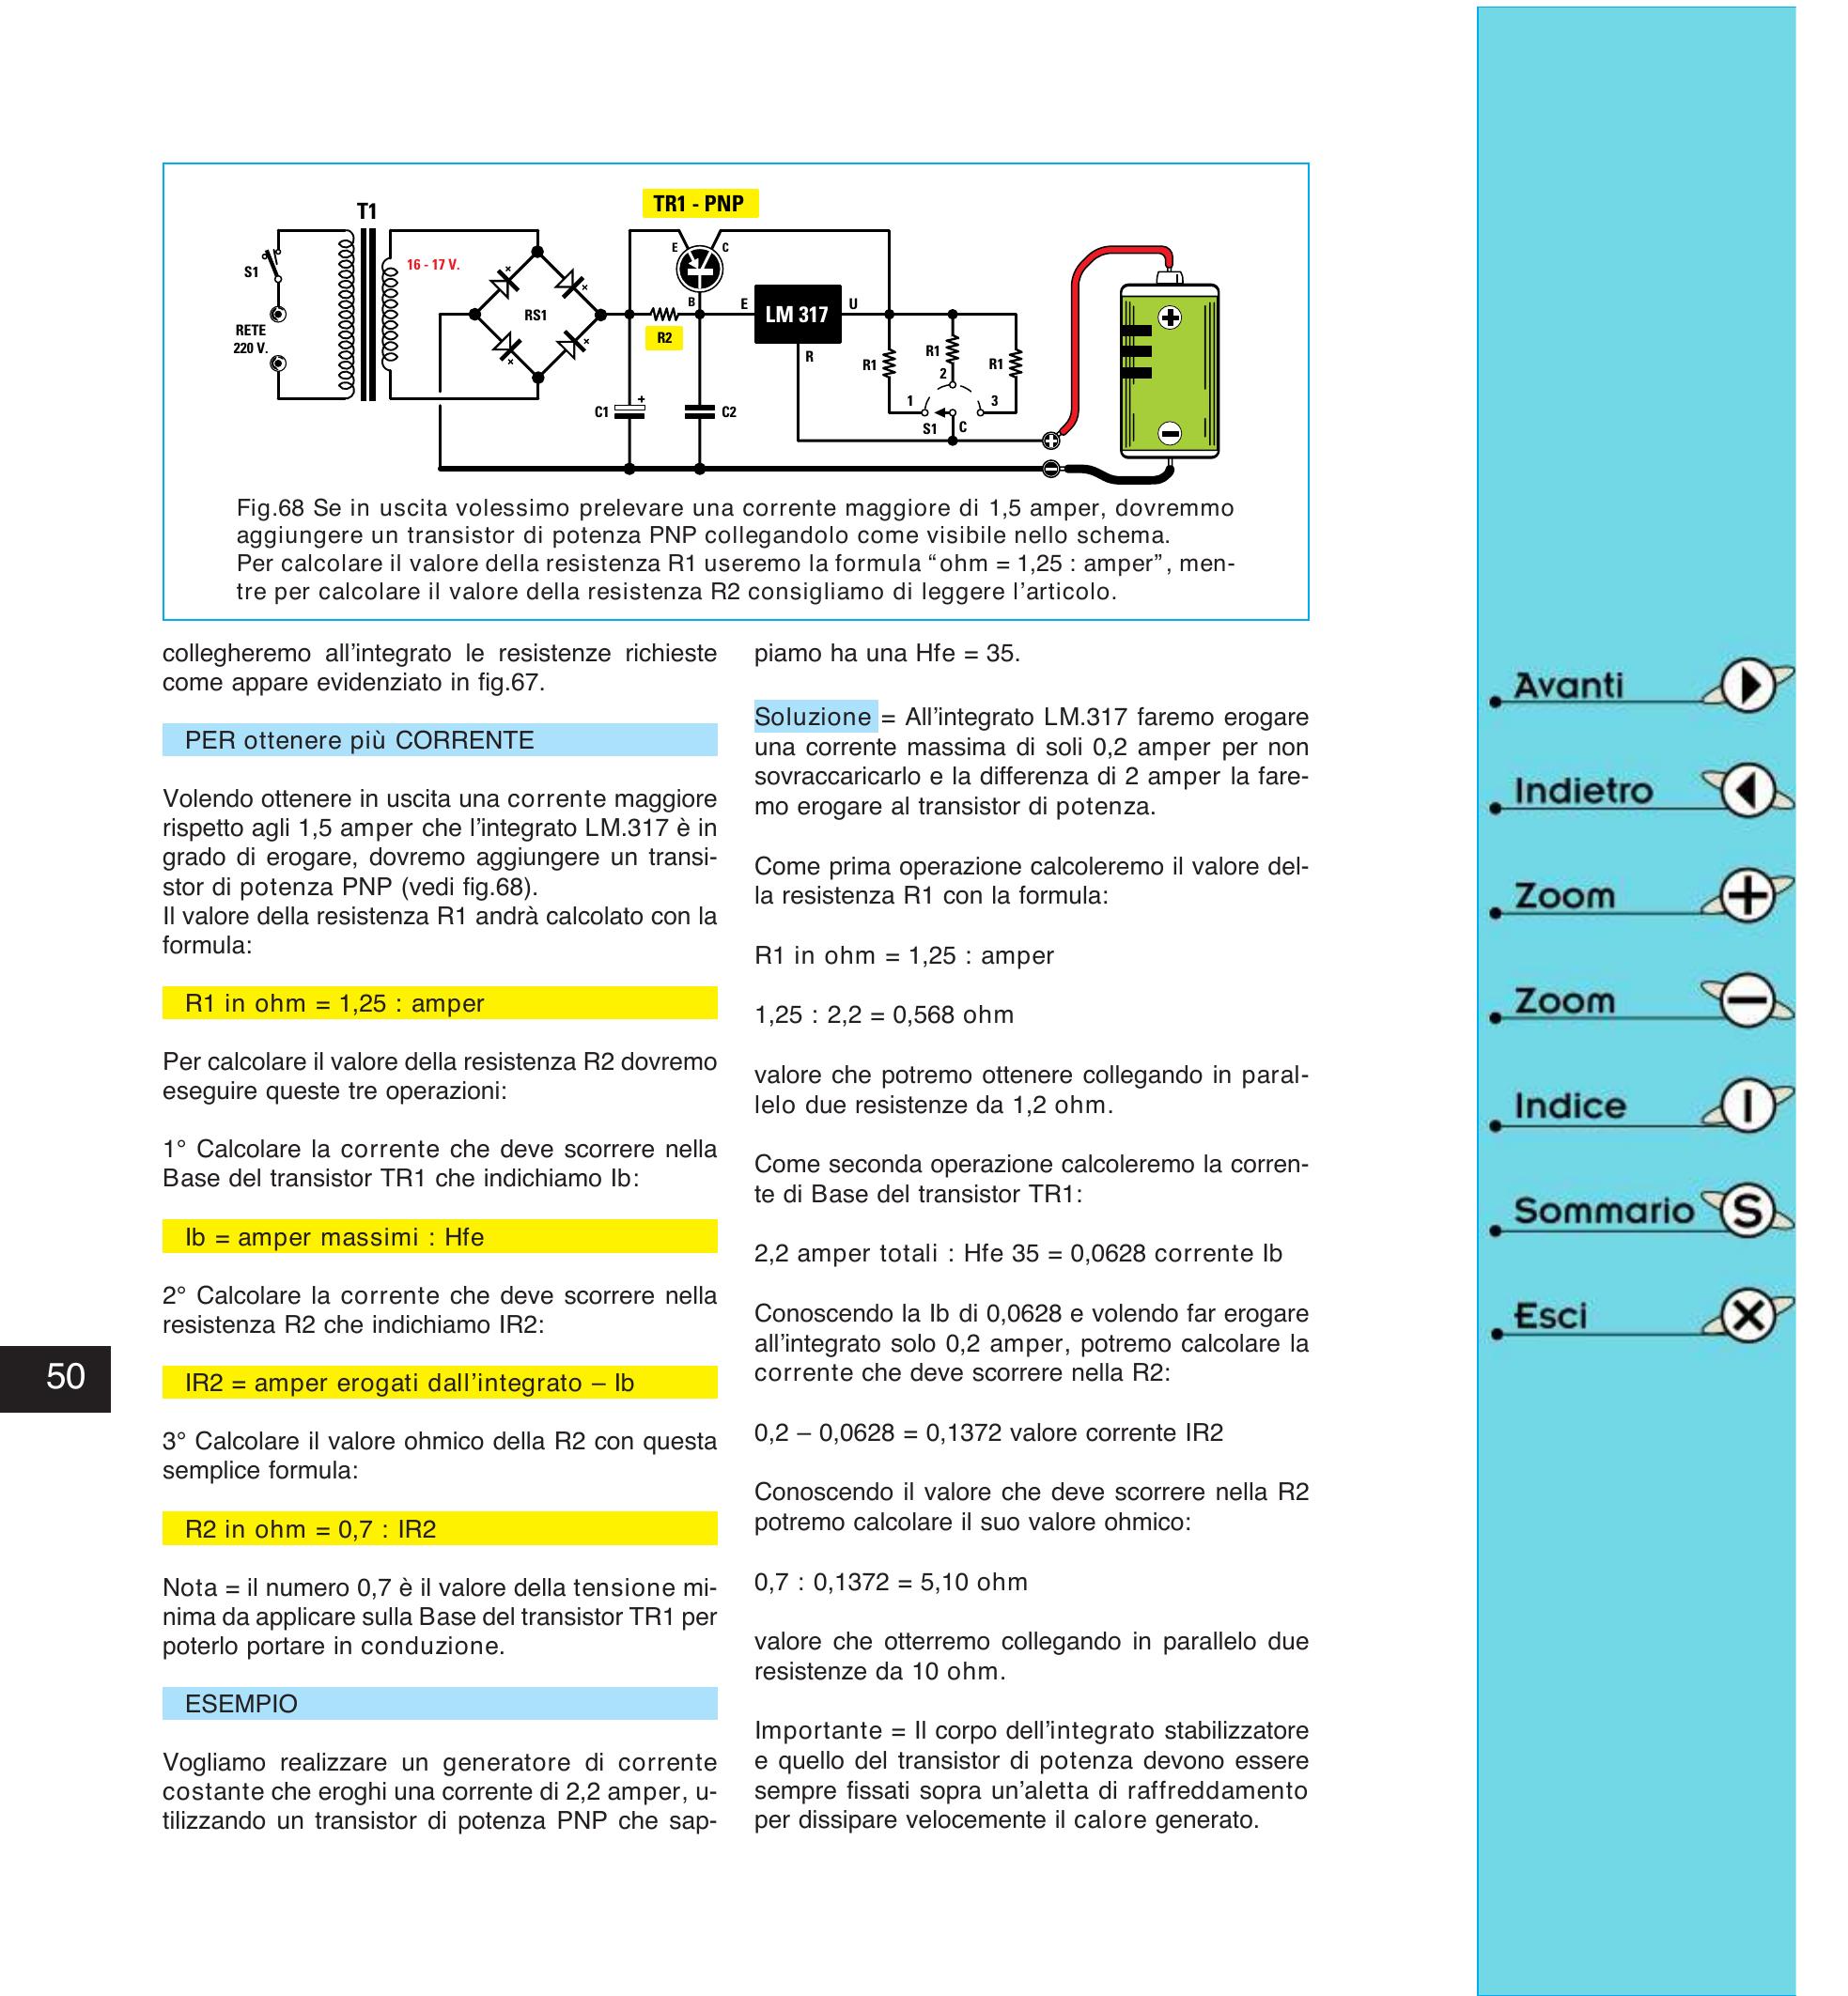 T1
TR1 - PNP
S1
16 - 17 V.
E
C
B
RS1
RETE
220 V.
R2
E
LM 317
U
R
R1
R1
R1
2
1
3
S1
C
C1
+
C2
Fig.68 Se in uscita volessimo prelevare una corrente maggiore di 1,5 amper, dovremmo
aggiungere un transistor di potenza PNP collegandolo come visibile nello schema.
Per calcolare il valore della resistenza R1 useremo la formula “ohm = 1,25 : amper”, men-
tre per calcolare il valore della resistenza R2 consigliamo di leggere l’articolo.
collegheremo all’integrato le resistenze richieste
come appare evidenziato in fig.67.
PER ottenere più CORRENTE
Volendo ottenere in uscita una corrente maggiore
rispetto agli 1,5 amper che l’integrato LM.317 è in
grado di erogare, dovremo aggiungere un transi-
stor di potenza PNP (vedi fig.68).
Il valore della resistenza R1 andrà calcolato con la
formula:
R1 in ohm = 1,25 : amper
Per calcolare il valore della resistenza R2 dovremo
eseguire queste tre operazioni:
1° Calcolare la corrente che deve scorrere nella
Base del transistor TR1 che indichiamo Ib:
Ib = amper massimi : Hfe
2° Calcolare la corrente che deve scorrere nella
resistenza R2 che indichiamo IR2:
IR2 = amper erogati dall’integrato – Ib
3° Calcolare il valore ohmico della R2 con questa
semplice formula:
R2 in ohm = 0,7 : IR2
Nota = il numero 0,7 è il valore della tensione mi-
nima da applicare sulla Base del transistor TR1 per
poterlo portare in conduzione.
ESEMPIO
Vogliamo realizzare un generatore di corrente
costante che eroghi una corrente di 2,2 amper, u-
tilizzando un transistor di potenza PNP che sap-
piamo ha una Hfe = 35.
Soluzione = All’integrato LM.317 faremo erogare
una corrente massima di soli 0,2 amper per non
sovraccaricarlo e la differenza di 2 amper la fare-
mo erogare al transistor di potenza.
Come prima operazione calcoleremo il valore del-
la resistenza R1 con la formula:
R1 in ohm = 1,25 : amper
1,25 : 2,2 = 0,568 ohm
valore che potremo ottenere collegando in paral-
lelo due resistenze da 1,2 ohm.
Come seconda operazione calcoleremo la corren-
te di Base del transistor TR1:
2,2 amper totali : Hfe 35 = 0,0628 corrente Ib
Conoscendo la Ib di 0,0628 e volendo far erogare
all’integrato solo 0,2 amper, potremo calcolare la
corrente che deve scorrere nella R2:
0,2 – 0,0628 = 0,1372 valore corrente IR2
Conoscendo il valore che deve scorrere nella R2
potremo calcolare il suo valore ohmico:
0,7 : 0,1372 = 5,10 ohm
valore che otterremo collegando in parallelo due
resistenze da 10 ohm.
Importante = Il corpo dell’integrato stabilizzatore
e quello del transistor di potenza devono essere
sempre fissati sopra un’aletta di raffreddamento
per dissipare velocemente il calore generato.
50
Avanti
Indietro
Zoom +
Zoom –
Indice I
Sommario S
Esci X